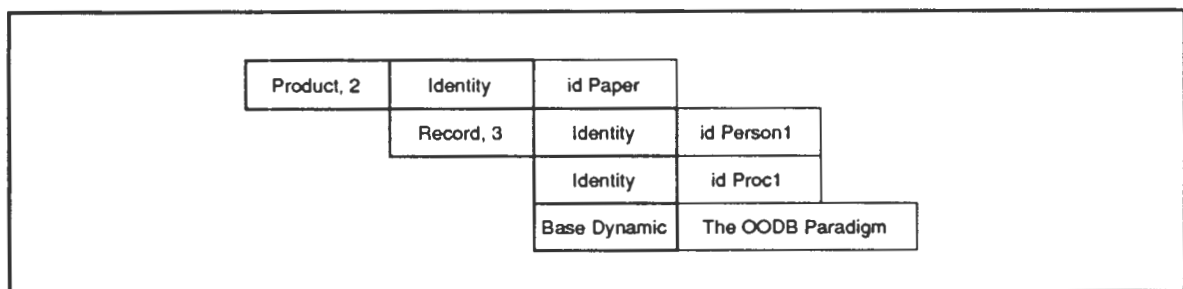 Product, 2 Identity id Paper
Record, 3 Identity id Person1
Identity id Proc1
Base Dynamic The OODB Paradigm